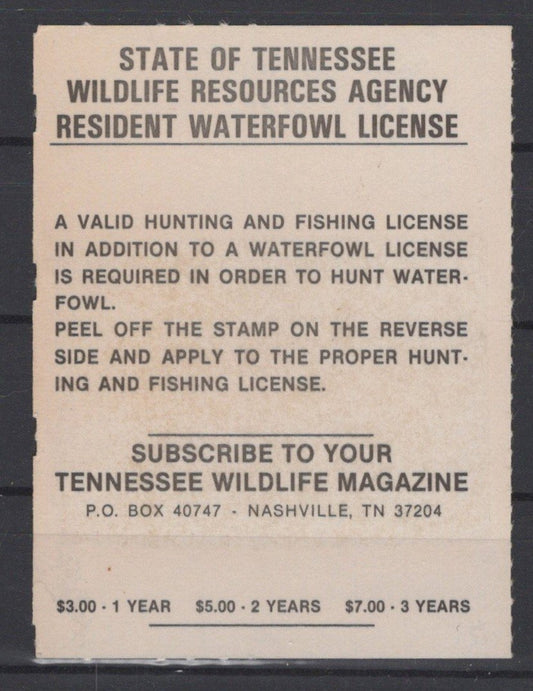 STATE OF TENNESSEE
WILDLIFE RESOURCES AGENCY
RESIDENT WATERFOWL LICENSE
A VALID HUNTING AND FISHING LICENSE
IN ADDITION TO A WATERFOWL LICENSE
IS REQUIRED IN ORDER TO HUNT WATER-
FOWL.
PEEL OFF THE STAMP ON THE REVERSE
SIDE AND APPLY TO THE PROPER HUNT-
ING AND FISHING LICENSE.
SUBSCRIBE TO YOUR
TENNESSEE WILDLIFE MAGAZINE
P.O. BOX 40747 - NASHVILLE, TN 37204
$3.00 - 1 YEAR $5.00 - 2 YEARS $7.00 - 3 YEARS